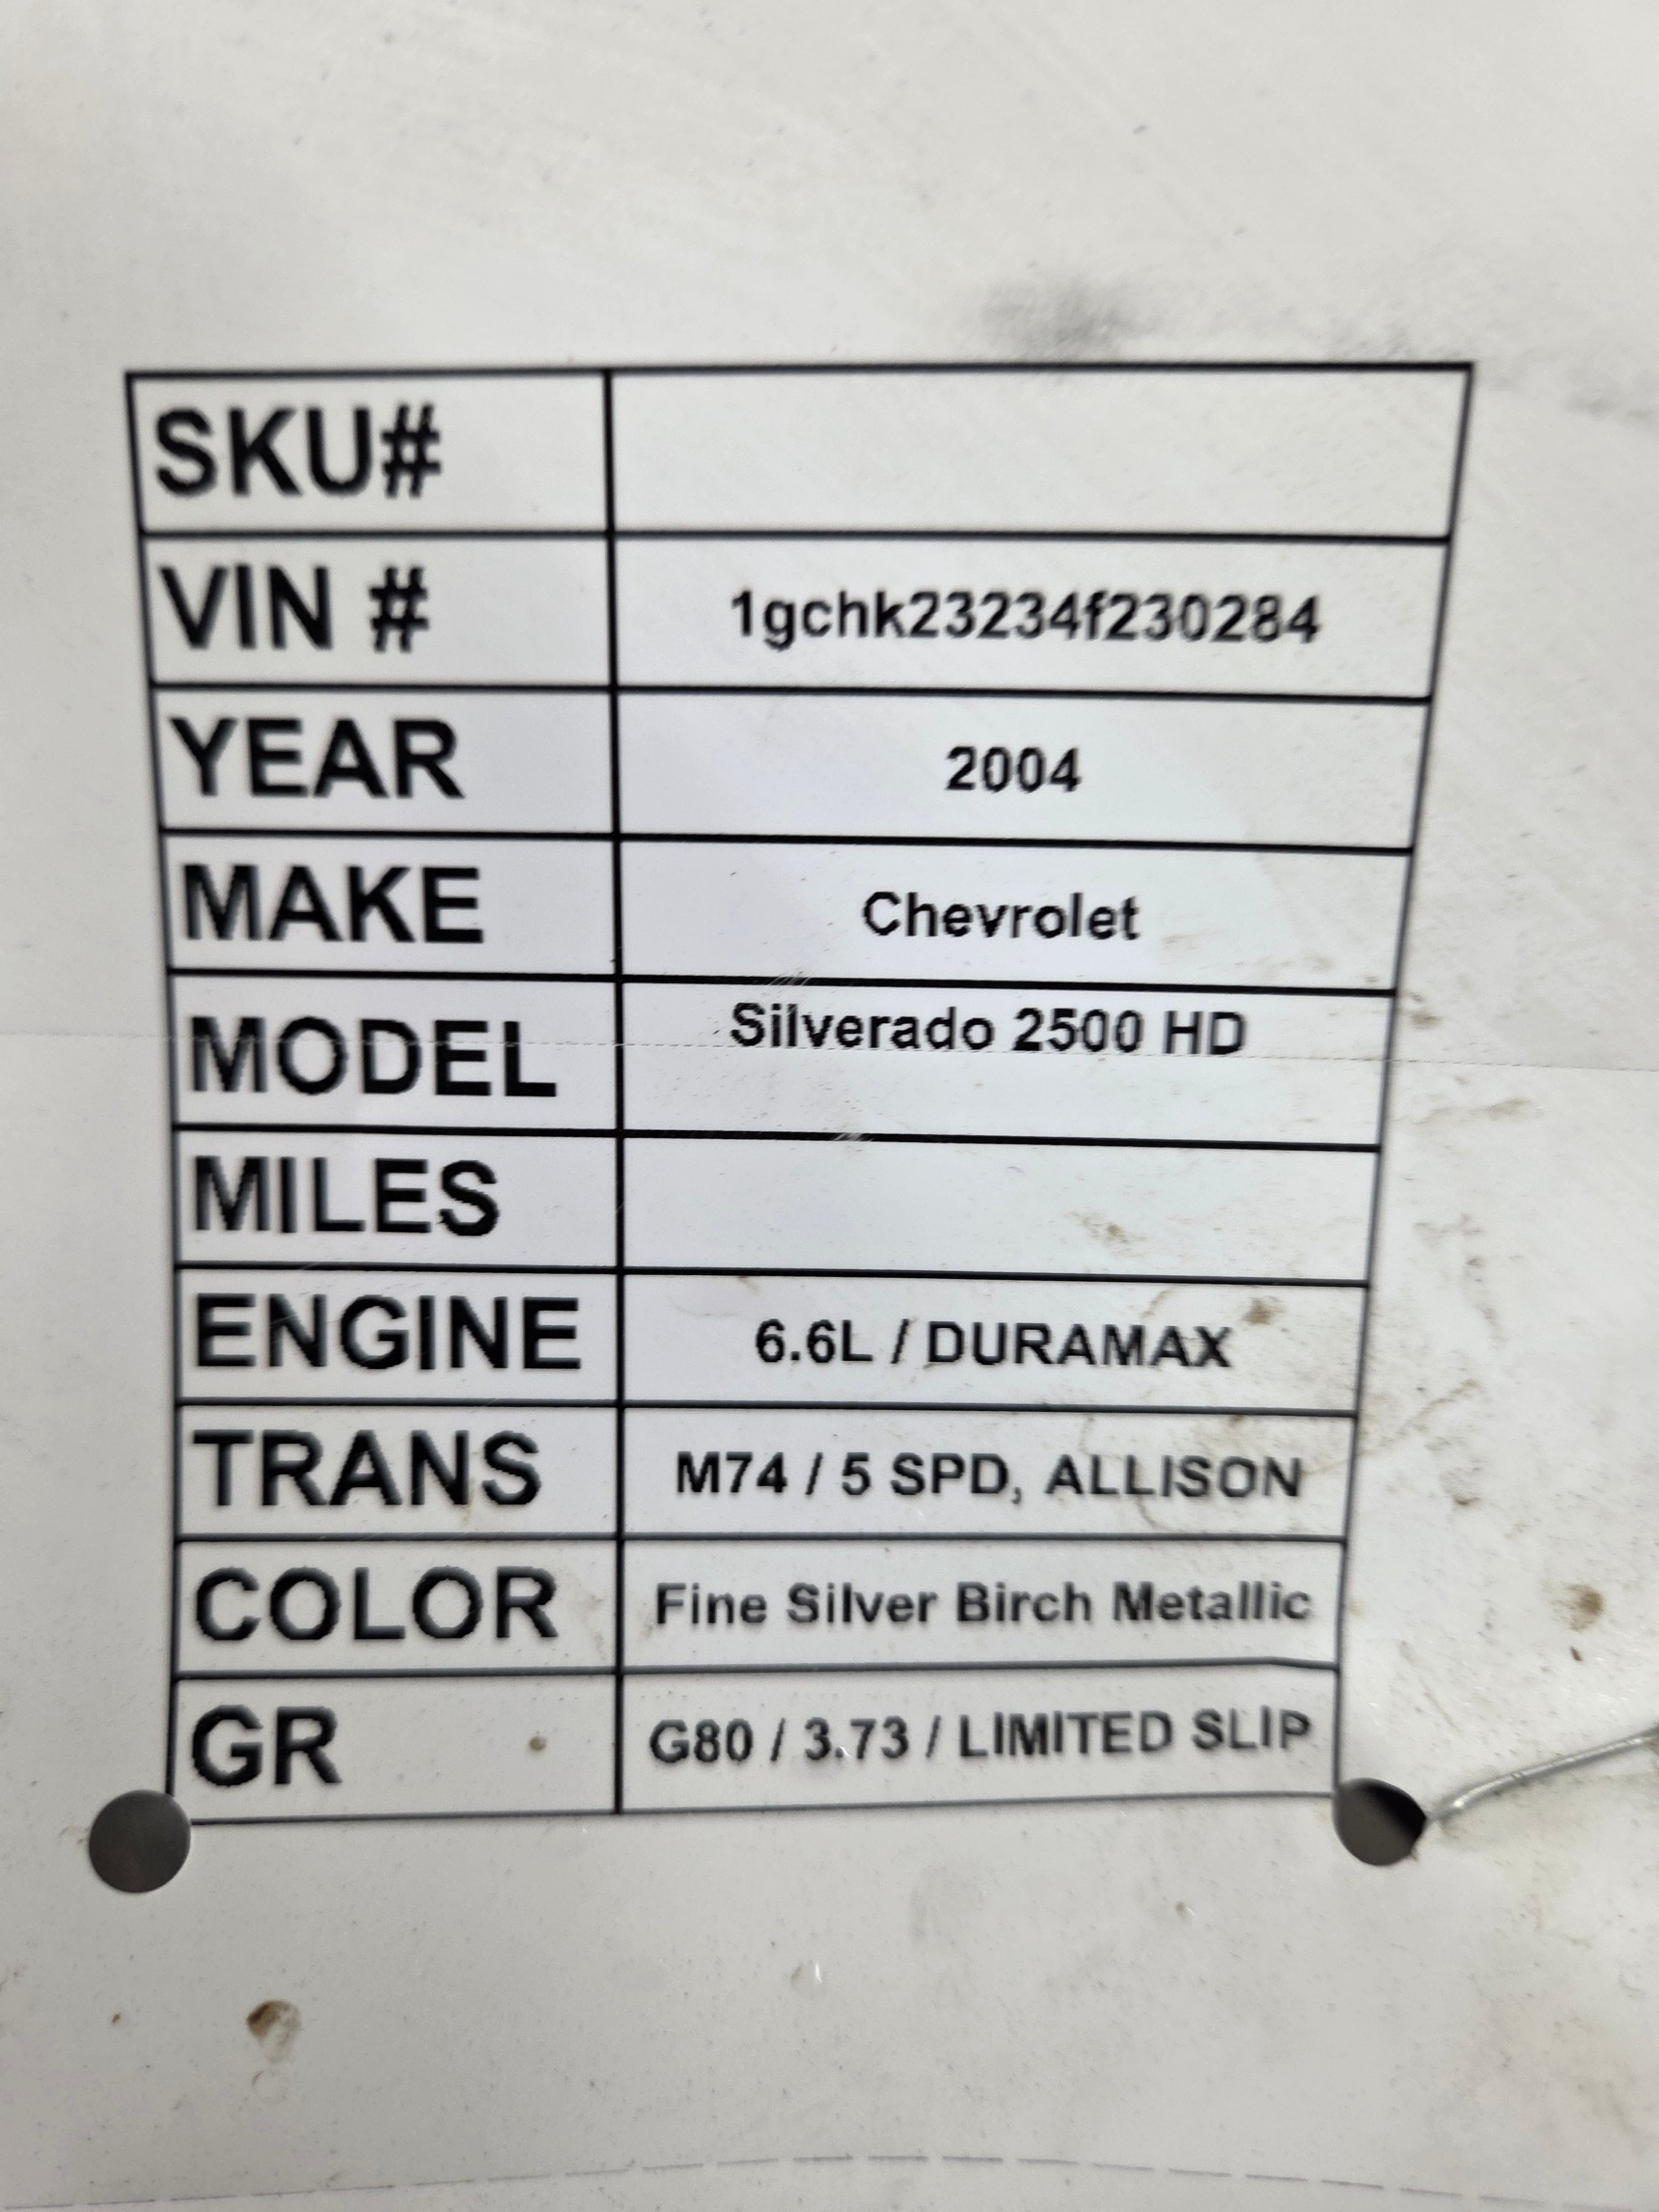 SKU#
VIN # 1gchk23234f230284
YEAR 2004
MAKE Chevrolet
MODEL Silverado 2500 HD
MILES
ENGINE 6.6L / DURAMAX
TRANS M74 / 5 SPD, ALLISON
COLOR Fine Silver Birch Metallic
GR G80 / 3.73 / LIMITED SLIP